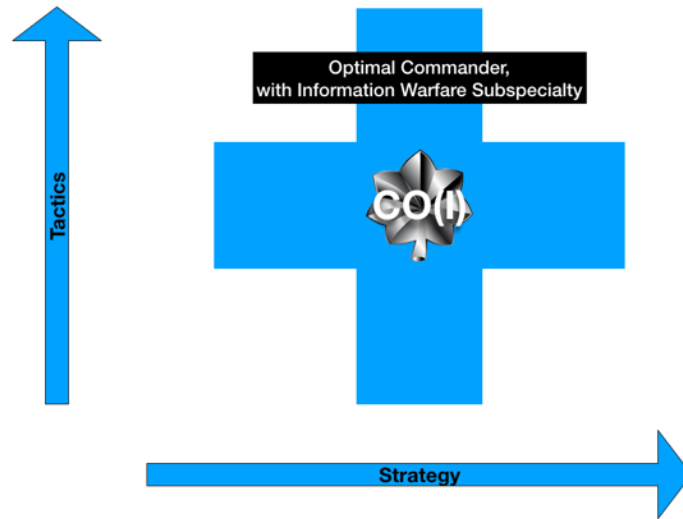 Optimal Commander,
with Information Warfare Subspecialty
CO(I)
Tactics
Strategy